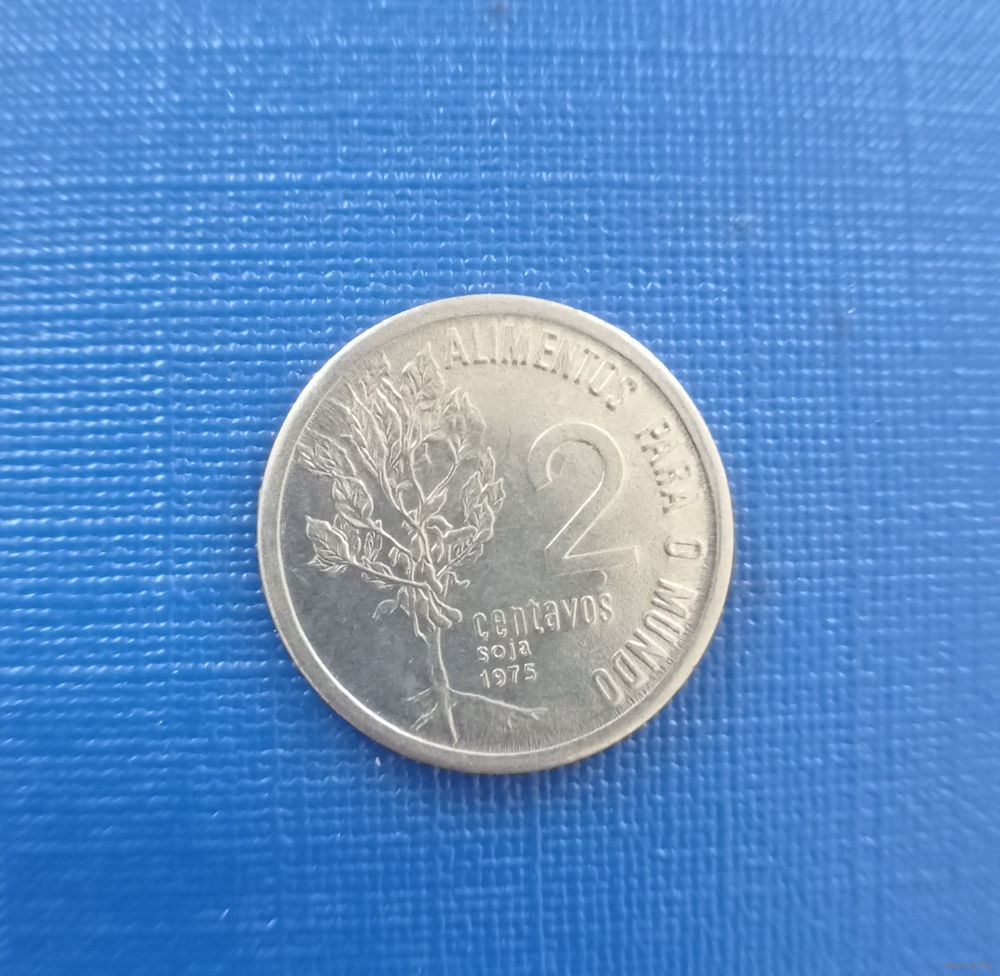 ALIMENTOS PARA O MUNDO
2
centavos
soja
1975